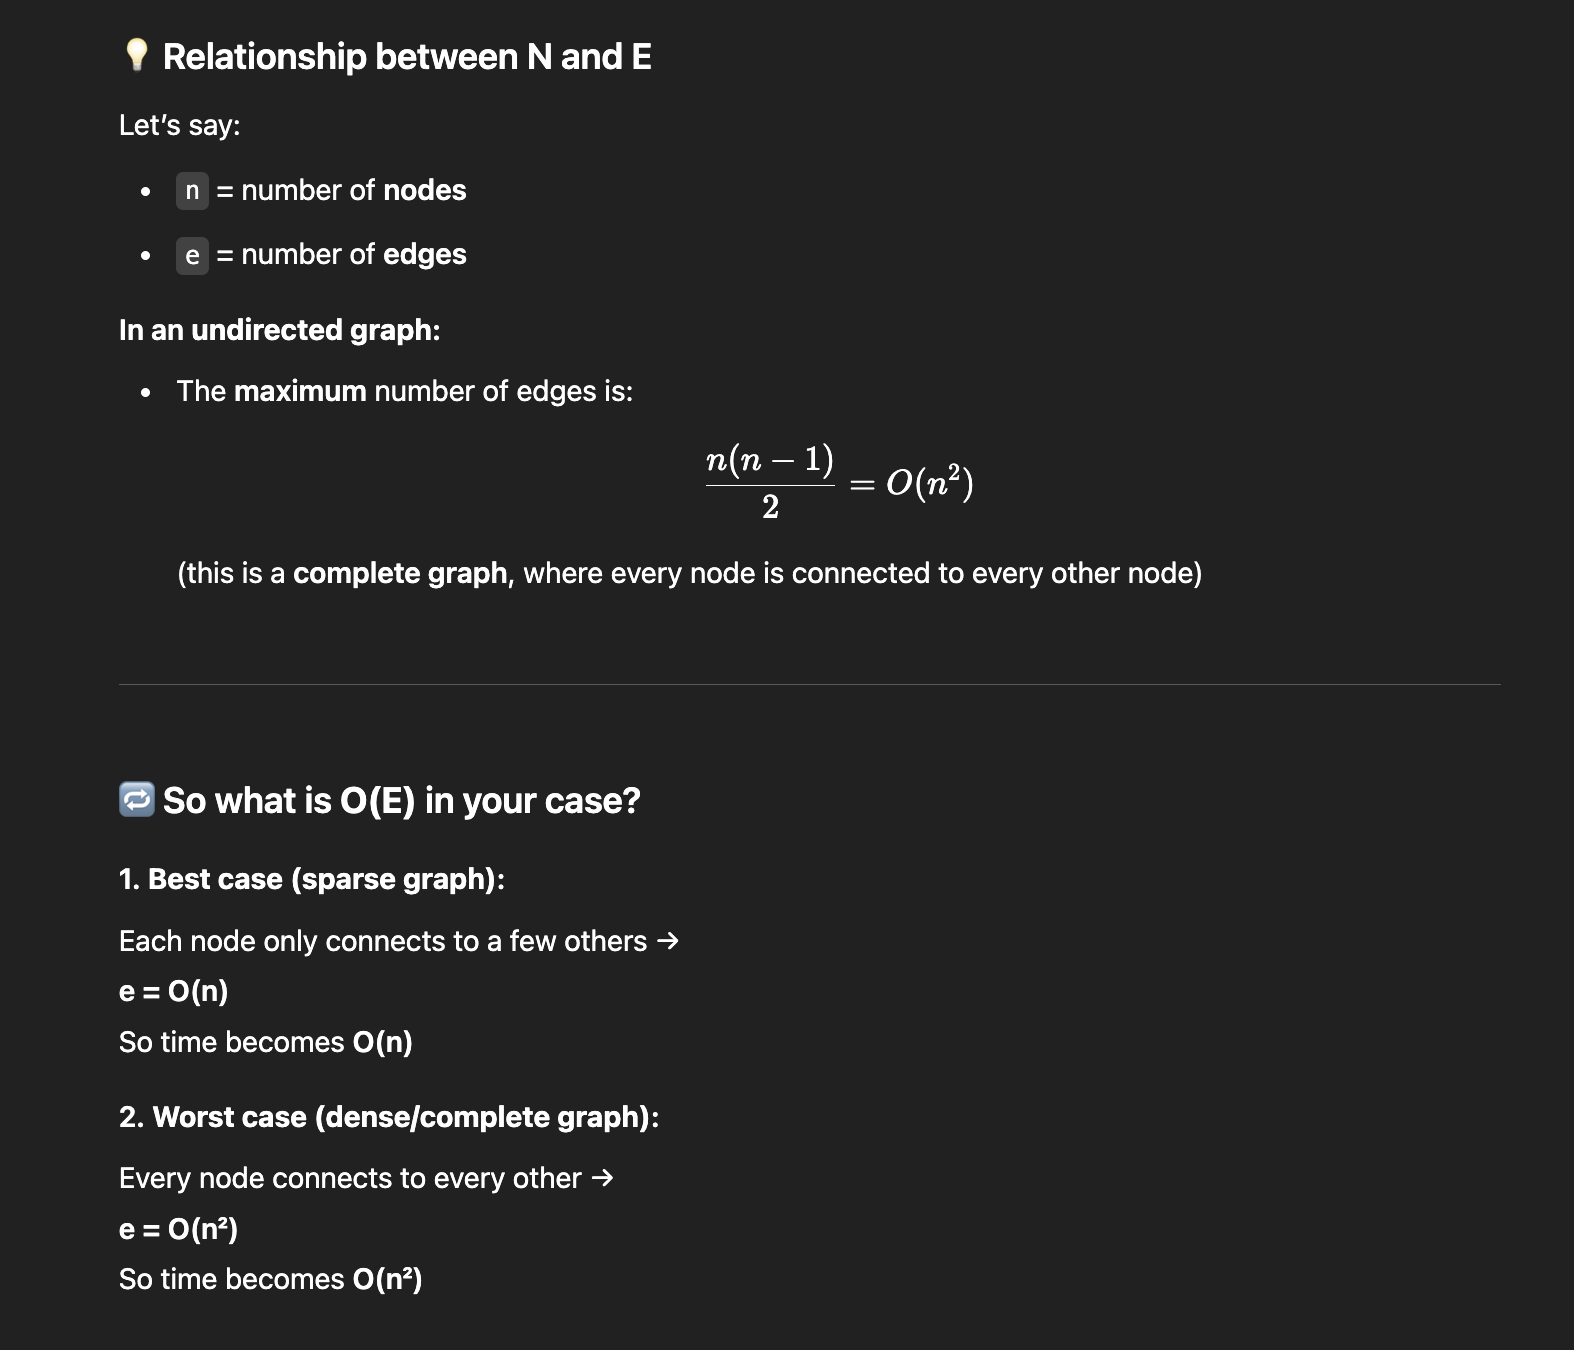 💡 Relationship between N and E
Let’s say:
• n = number of nodes
• e = number of edges
In an undirected graph:
• The maximum number of edges is:
n(n − 1)
2
= O(n²)
(this is a complete graph, where every node is connected to every other node)
🔁 So what is O(E) in your case?
1. Best case (sparse graph):
Each node only connects to a few others →
e = O(n)
So time becomes O(n)
2. Worst case (dense/complete graph):
Every node connects to every other →
e = O(n²)
So time becomes O(n²)